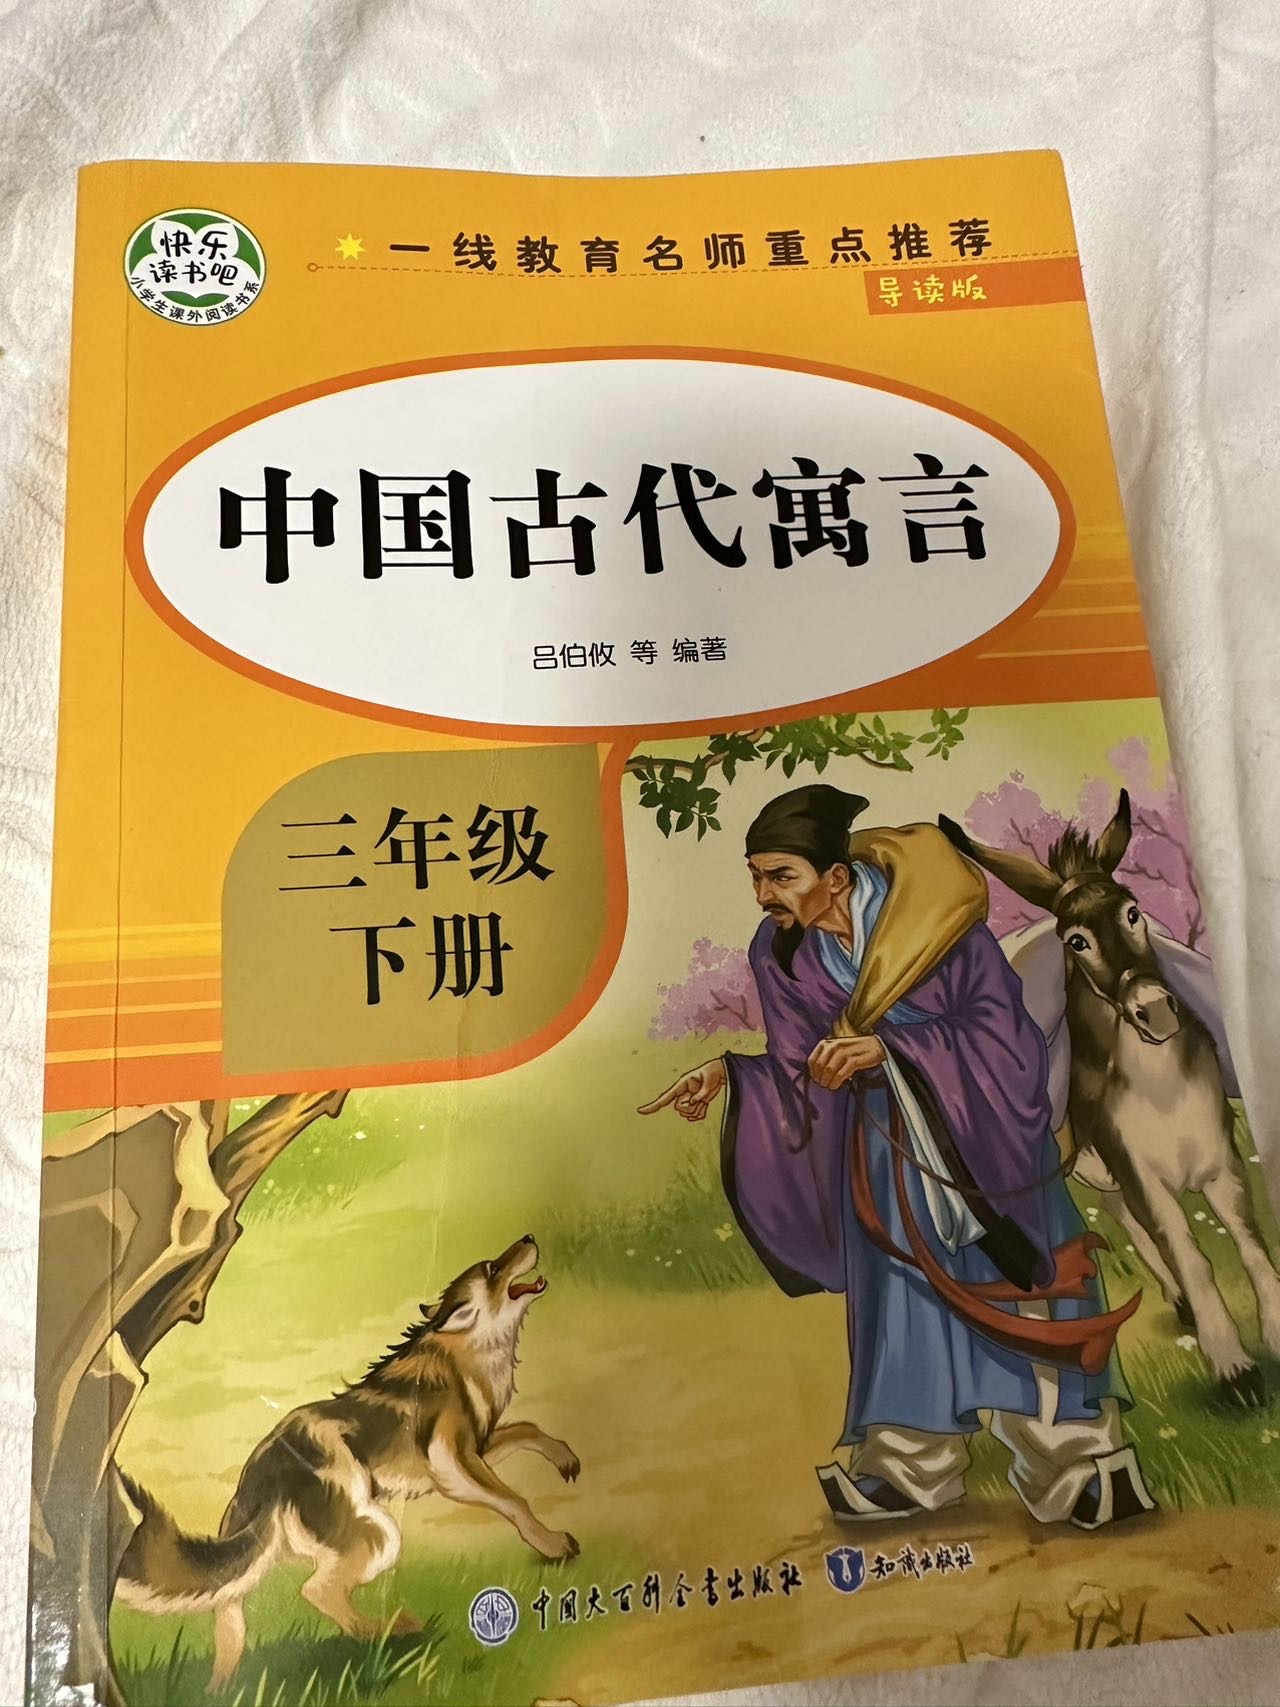 快乐
读书吧
小学生课外阅读书系
一线教育名师重点推荐
导读版
中国古代寓言
吕伯攸 等 编著
三年级
下册
中国大百科全书出版社
知识出版社